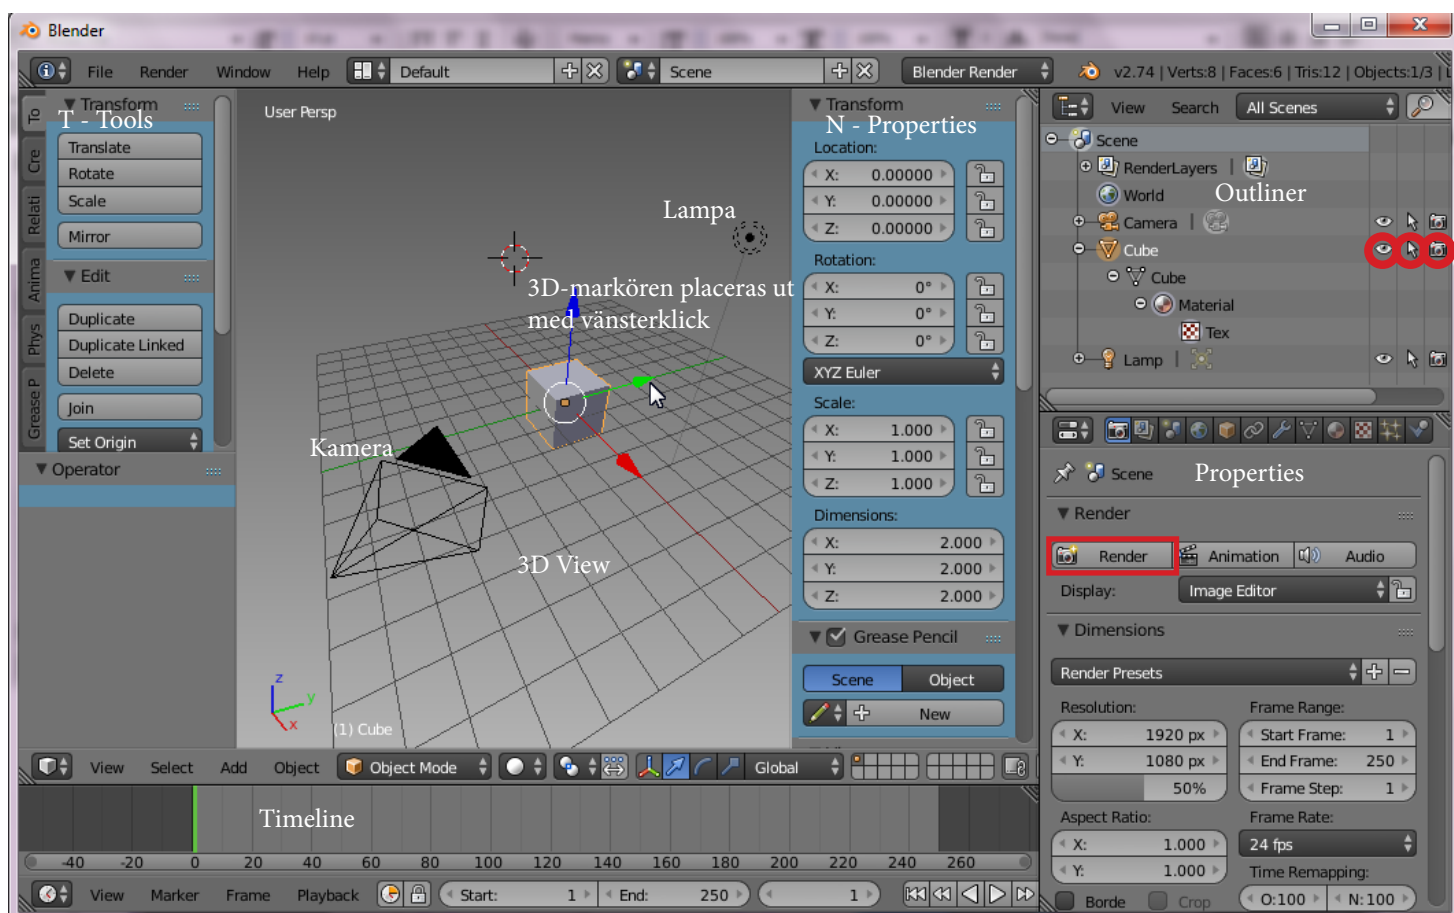 Blender
File Render Window Help Default Scene Blender Render v2.74 | Verts:8 | Faces:6 | Tris:12 | Objects:1/3 |
To
Cre
Relati
Anima
Phys
Grease P
Transform
T - Tools
Translate
Rotate
Scale
Mirror
Edit
Duplicate
Duplicate Linked
Delete
Join
Set Origin
Operator
User Persp
Lampa
3D-markören placeras ut
med vänsterklick
Kamera
3D View
z
y
x
(1) Cube
Transform
N - Properties
Location:
X: 0.00000
Y: 0.00000
Z: 0.00000
Rotation:
X: 0°
Y: 0°
Z: 0°
XYZ Euler
Scale:
X: 1.000
Y: 1.000
Z: 1.000
Dimensions:
X: 2.000
Y: 2.000
Z: 2.000
Grease Pencil
Scene Object
New
View Select Add Object Object Mode Global
Timeline
-40 -20 0 20 40 60 80 100 120 140 160 180 200 220 240 260
View Marker Frame Playback Start: 1 End: 250 1
View Search All Scenes
Scene
RenderLayers |
World
Outliner
Camera |
Cube
Cube
Material
Tex
Lamp |
Scene
Properties
Render
Render Animation Audio
Display: Image Editor
Dimensions
Render Presets
Resolution: Frame Range:
X: 1920 px Start Frame: 1
Y: 1080 px End Frame: 250
50% Frame Step: 1
Aspect Ratio: Frame Rate:
X: 1.000 24 fps
Y: 1.000 Time Remapping:
Borde Crop O:100 N:100